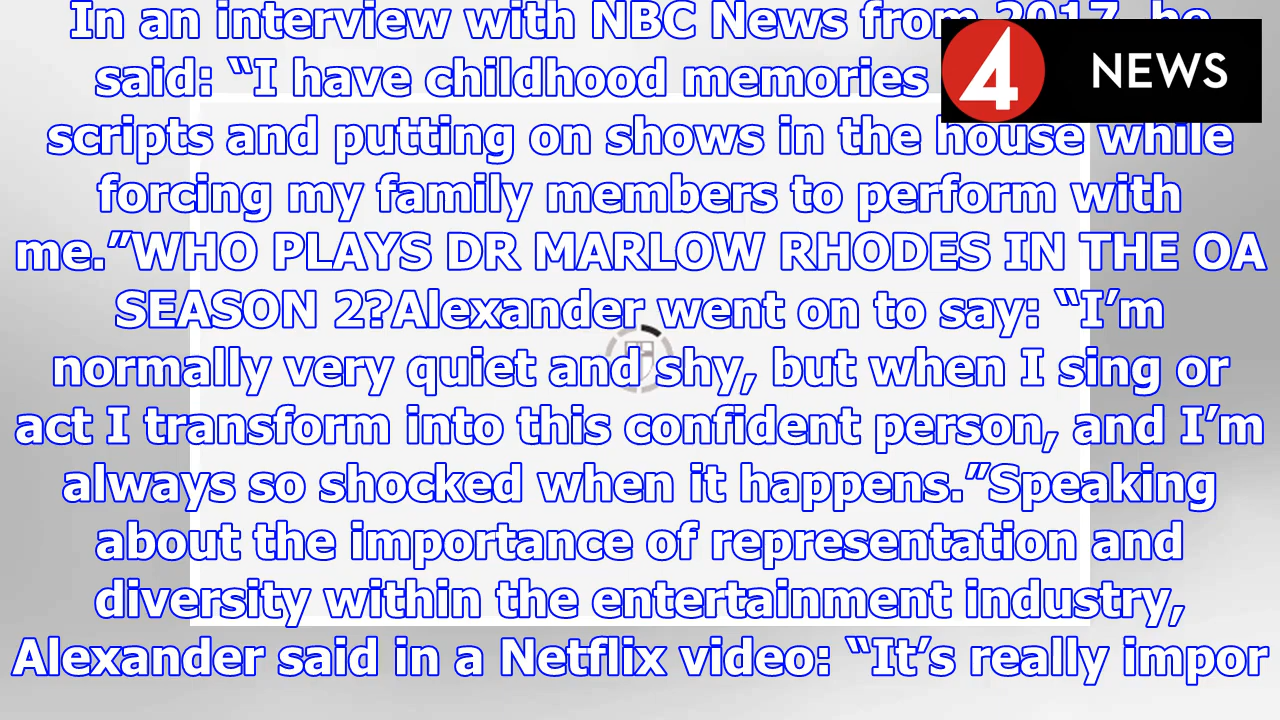 In an interview with NBC News from 2017, he
said: “I have childhood memories
scripts and putting on shows in the house while
forcing my family members to perform with
me.”WHO PLAYS DR MARLOW RHODES IN THE OA
SEASON 2?Alexander went on to say: “I’m
normally very quiet and shy, but when I sing or
act I transform into this confident person, and I’m
always so shocked when it happens.”Speaking
about the importance of representation and
diversity within the entertainment industry,
Alexander said in a Netflix video: “It’s really impor
4 NEWS